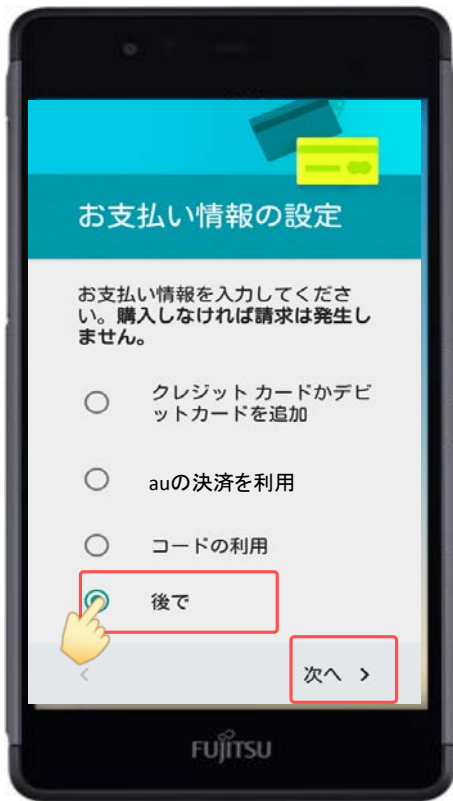 お支払い情報の設定
お支払い情報を入力してくださ
い。購入しなければ請求は発生し
ません。
クレジット カードかデビ
ットカードを追加
auの決済を利用
コードの利用
後で
次へ
FUJITSU